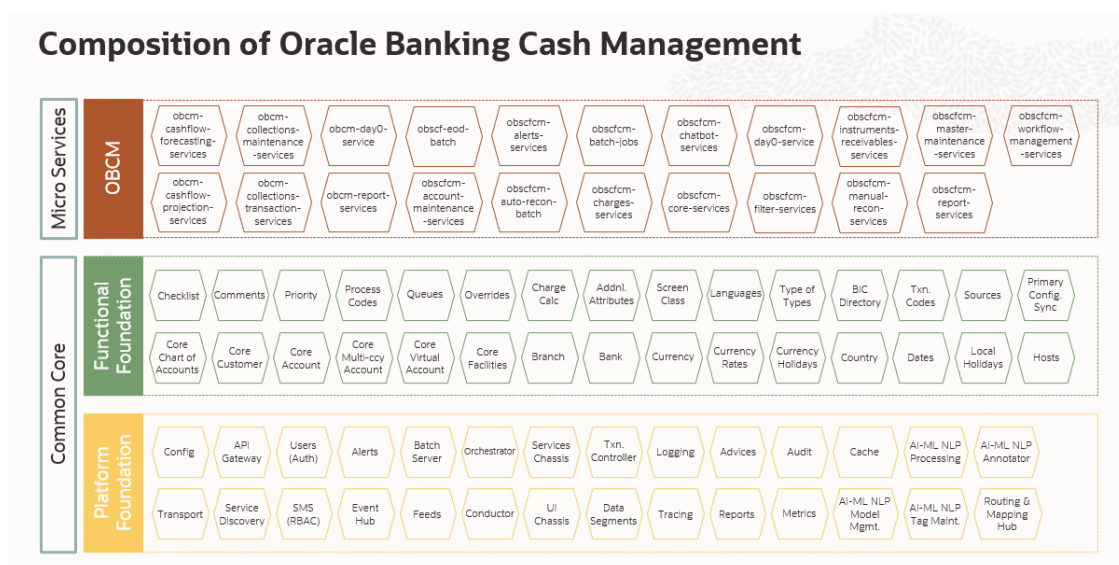 Composition of Oracle Banking Cash Management
Micro Services
OBCM
obcm-
cashflow-
forecasting-
services
obcm-
collections-
maintenance
-services
obcm-day0-
service
obscf-eod-
batch
obscfcm-
alerts-
services
obscfcm-
batch-jobs
obscfcm-
chatbot-
services
obscfcm-
day0-service
obscfcm-
instruments-
receivables-
services
obscfcm-
master-
maintenance
-services
obscfcm-
workflow-
management
-services
obcm-
cashflow-
projection-
services
obcm-
collections-
transaction-
services
obcm-report-
services
obscfcm-
account-
maintenance
-services
obscfcm-
auto-recon-
batch
obscfcm-
charges-
services
obscfcm-
core-services
obscfcm-
filter-services
obscfcm-
manual-
recon-
services
obscfcm-
report-
services
Common Core
Functional
Foundation
Checklist
Comments
Priority
Process
Codes
Queues
Overrides
Charge
Calc
Addnl.
Attributes
Screen
Class
Languages
Type of
Types
BIC
Directory
Txn.
Codes
Sources
Primary
Config.
Sync
Core
Chart of
Accounts
Core
Customer
Core
Account
Core
Multi-ccy
Account
Core
Virtual
Account
Core
Facilities
Branch
Bank
Currency
Currency
Rates
Currency
Holidays
Country
Dates
Local
Holidays
Hosts
Platform
Foundation
Config
API
Gateway
Users
(Auth)
Alerts
Batch
Server
Orchestrator
Services
Chassis
Txn.
Controller
Logging
Advices
Audit
Cache
AI-ML NLP
Processing
AI-ML NLP
Annotator
Transport
Service
Discovery
SMS
(RBAC)
Event
Hub
Feeds
Conductor
UI
Chassis
Data
Segments
Tracing
Reports
Metrics
AI-ML NLP
Model
Mgmt.
AI-ML NLP
Tag Maint.
Routing &
Mapping
Hub